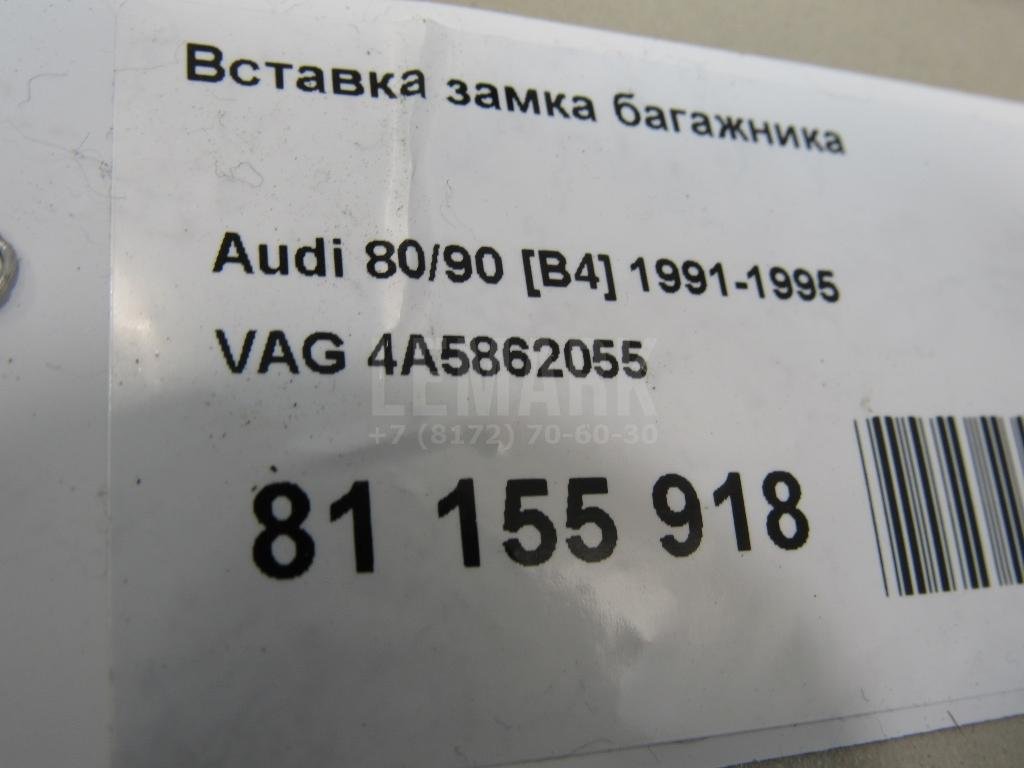 Вставка замка багажника
Audi 80/90 [B4] 1991-1995
VAG 4A5862055
LEMARK
+7 (8172) 70-60-30
81 155 918